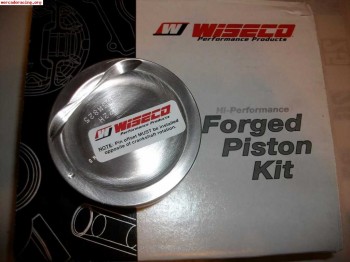 mercadoracing.org
W WISECO
Performance Products
Hi-Performance
Forged
Piston
Kit
W WISECO
Performance Products
NOTE: Pin offset MUST be installed
opposite of crankshaft rotation.